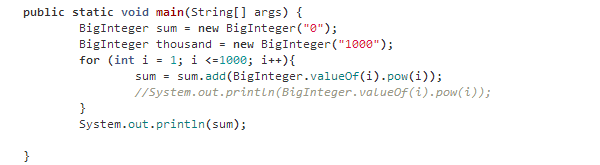 public static void main(String[] args) {
BigInteger sum = new BigInteger("0");
BigInteger thousand = new BigInteger("1000");
for (int i = 1; i <=1000; i++){
sum = sum.add(BigInteger.valueOf(i).pow(i));
//System.out.println(BigInteger.valueOf(i).pow(i));
}
System.out.println(sum);
}